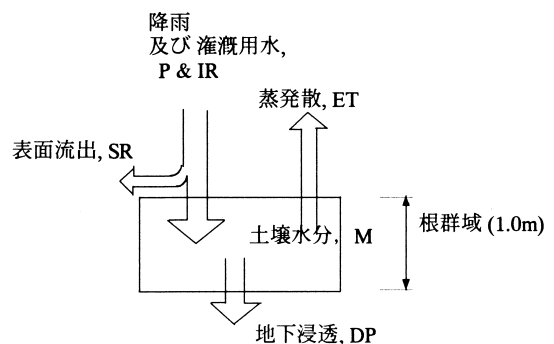 降雨
及び 潅漑用水,
P & IR
蒸発散, ET
表面流出, SR
土壌水分, M
根群域 (1.0m)
地下浸透, DP